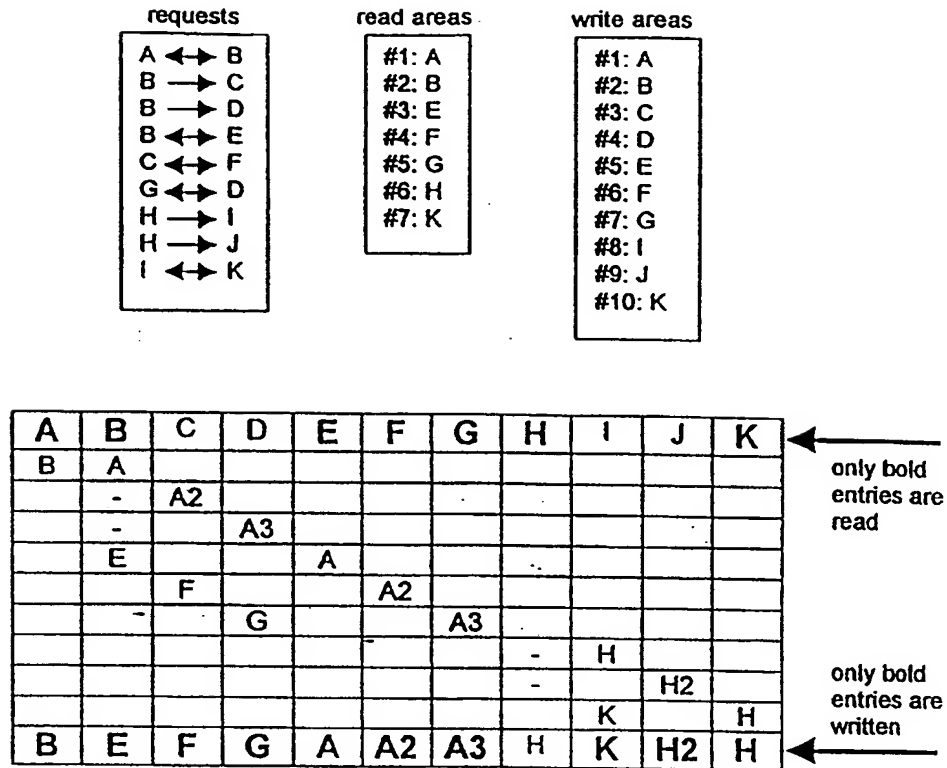 requests
A ↔ B
B → C
B → D
B ↔ E
C ↔ F
G ↔ D
H → I
H → J
I ↔ K
read areas
#1: A
#2: B
#3: E
#4: F
#5: G
#6: H
#7: K
write areas
#1: A
#2: B
#3: C
#4: D
#5: E
#6: F
#7: G
#8: I
#9: J
#10: K
A B C D E F G H I J K
B A
- A2
- A3
E A
F A2
G A3
- H
- H2
K H
B E F G A A2 A3 H K H2 H
only bold
entries are
read
only bold
entries are
written